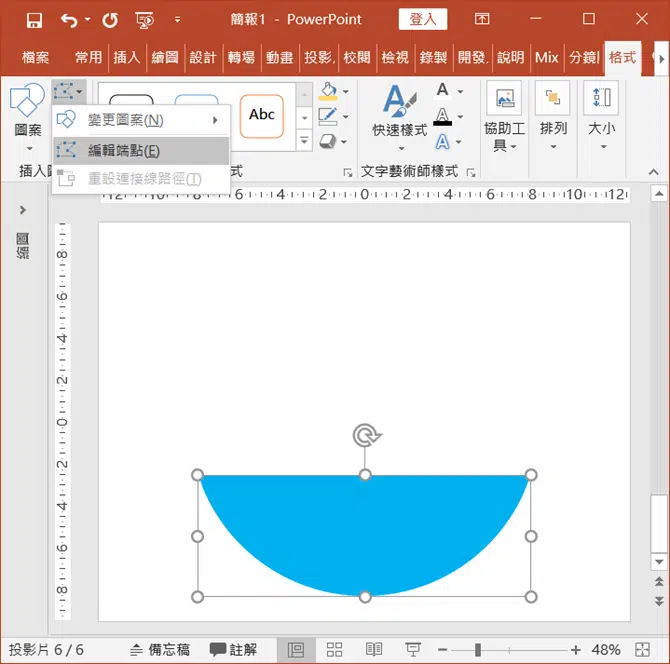 簡報1 - PowerPoint 登入
檔案 常用 插入 繪圖 設計 轉場 動畫 投影, 校閱 檢視 錄製 開發, 說明 Mix 分鏡 格式
圖案
變更圖案(N)
編輯端點(E)
重設連接線路徑(T)
Abc
快速樣式
協助工具
排列
大小
插入
式
文字藝術師樣式
12 10 6 4 2 0 2 4 6 8 10 12
縮圖
8
6
4
2
0
2
4
6
8
投影片 6 / 6 備忘稿 註解 48%